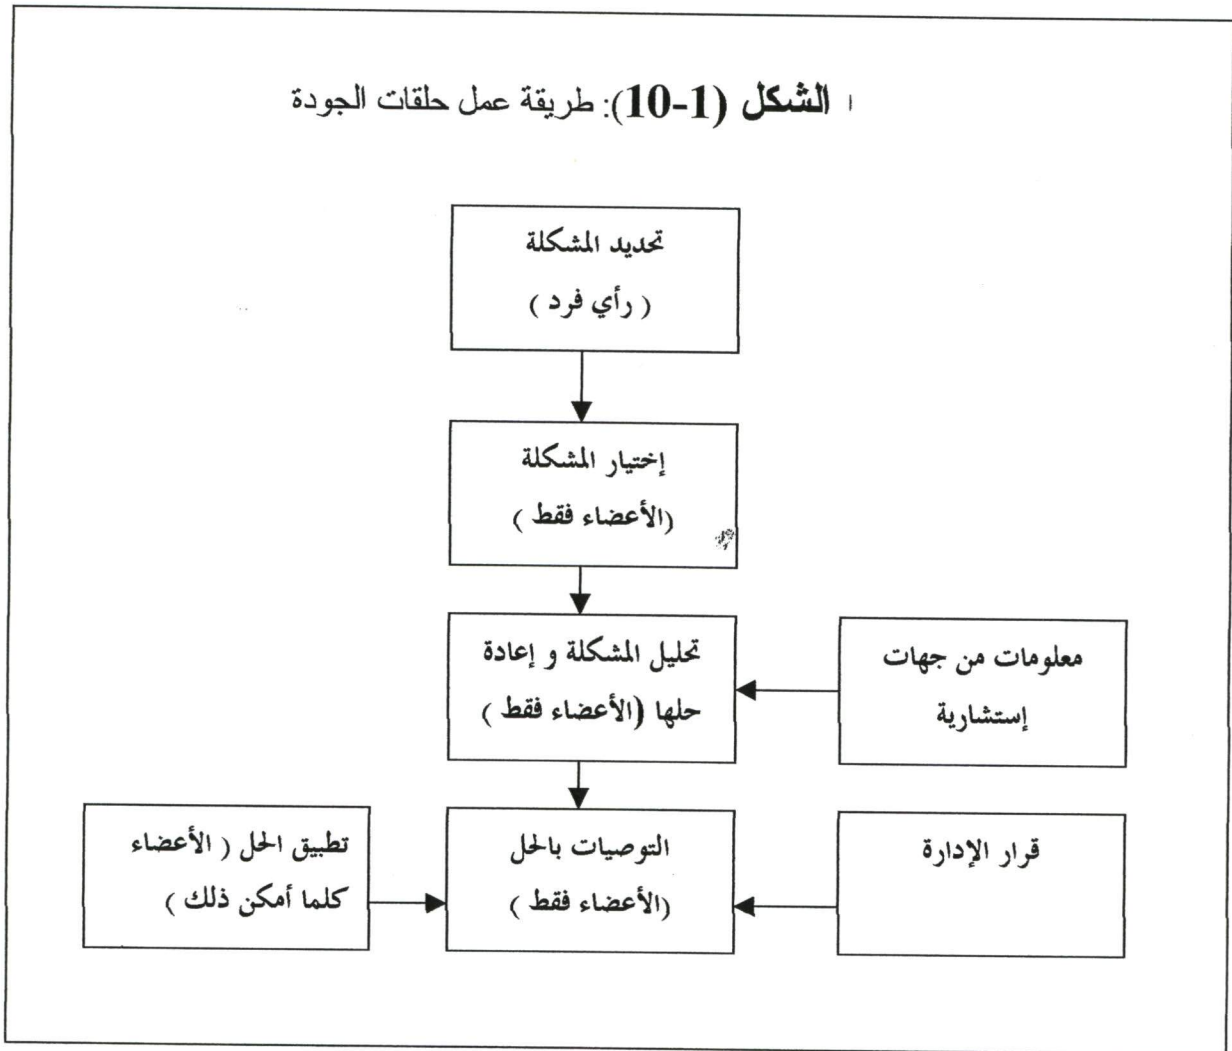 الشكل (1-10): طريقة عمل حلقات الجودة
تحديد المشكلة
( رأي فرد )
إختيار المشكلة
(الأعضاء فقط )
تحليل المشكلة و إعادة
حلها (الأعضاء فقط )
معلومات من جهات
إستشارية
التوصيات بالحل
(الأعضاء فقط )
قرار الإدارة
تطبيق الحل ( الأعضاء
كلما أمكن ذلك )